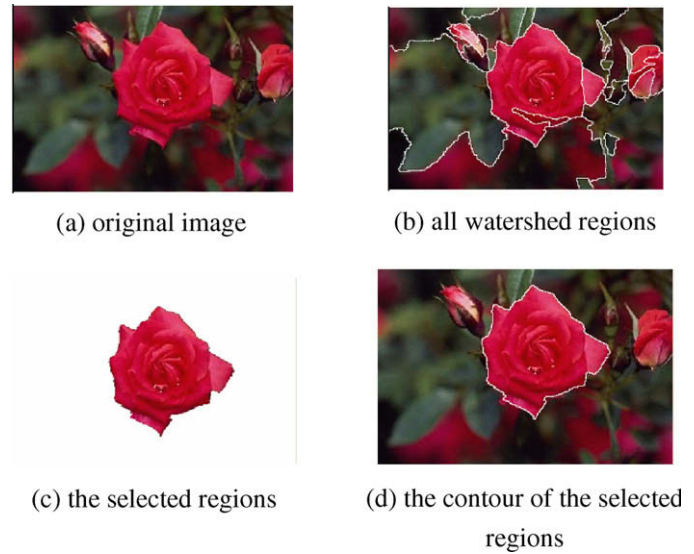 (a) original image
(b) all watershed regions
(c) the selected regions
(d) the contour of the selected
regions